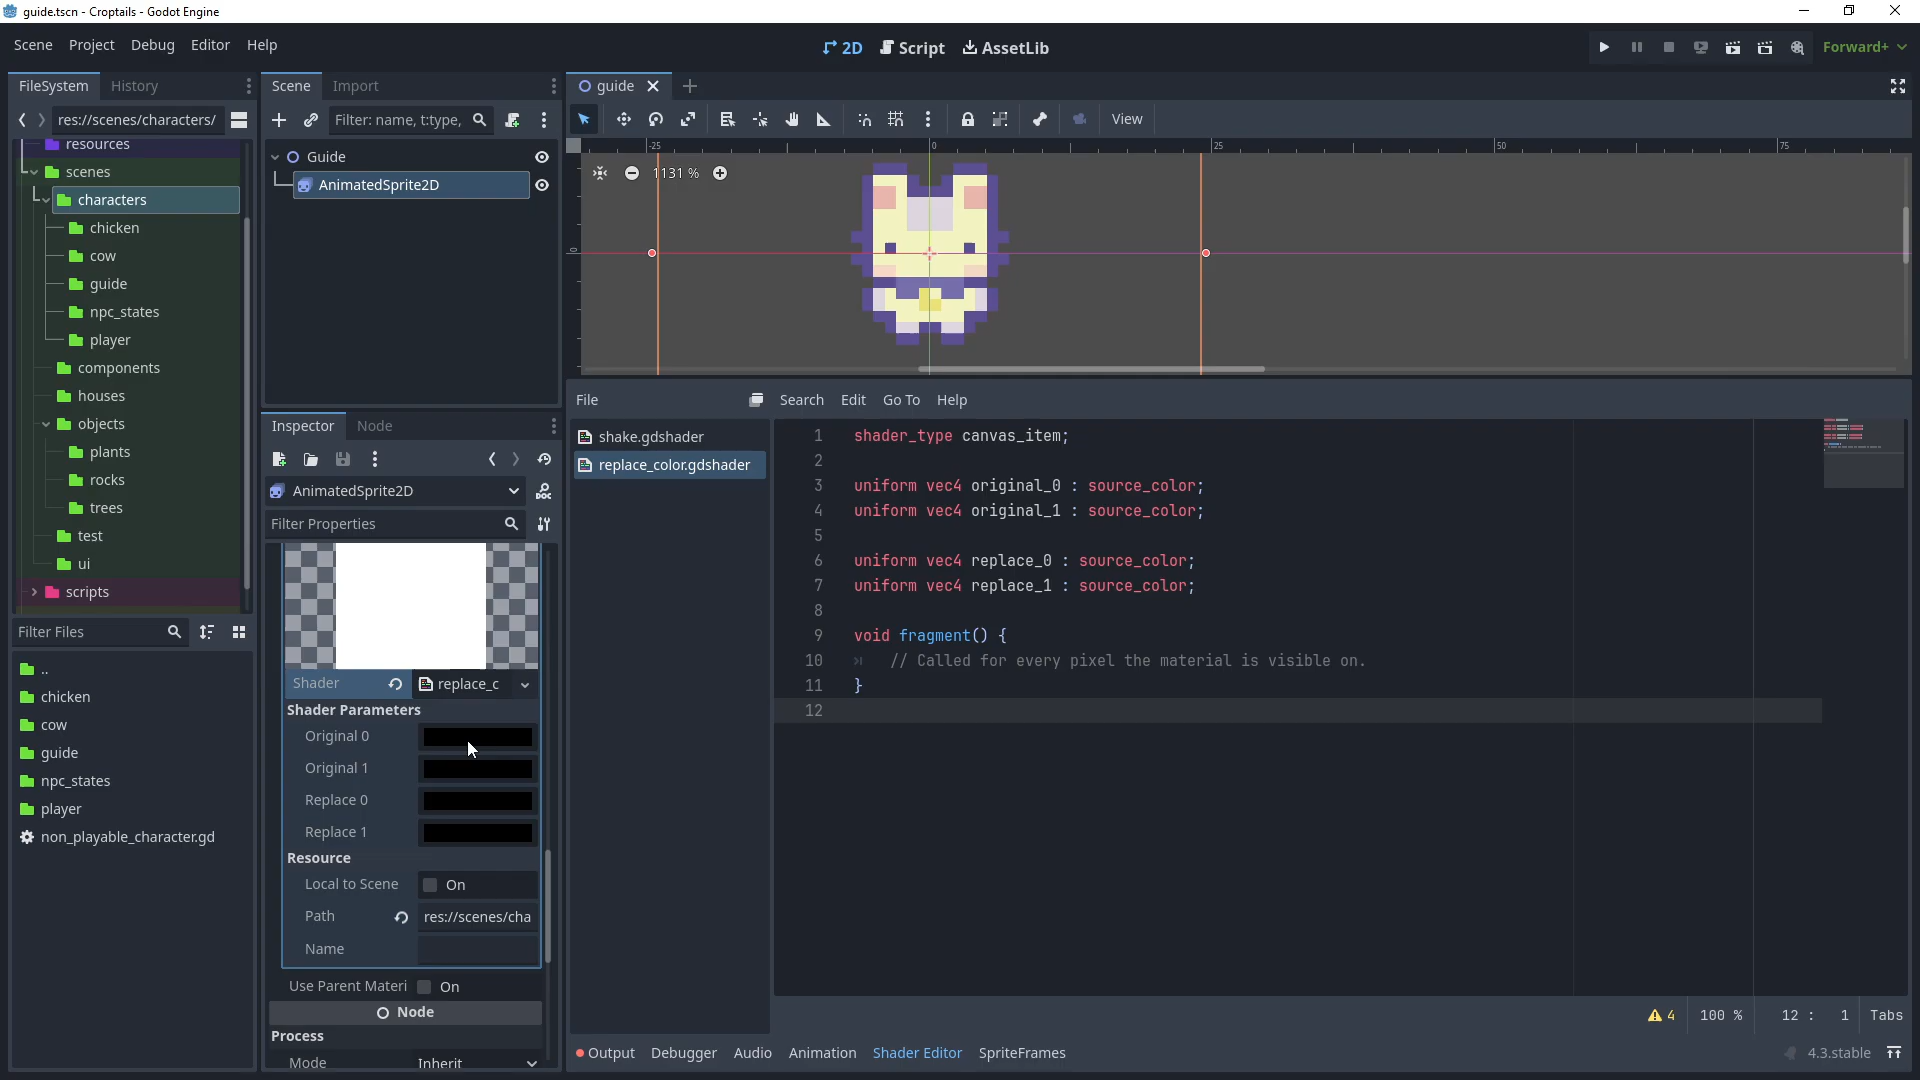 guide.tscn - Croptails - Godot Engine
Scene Project Debug Editor Help
2D Script AssetLib
Forward+
FileSystem History
res://scenes/characters/
resources
scenes
characters
chicken
cow
guide
npc_states
player
components
houses
objects
plants
rocks
trees
test
ui
scripts
Filter Files
..
chicken
cow
guide
npc_states
player
non_playable_character.gd
Scene Import
Filter: name, t:type,
Guide
AnimatedSprite2D
Inspector Node
AnimatedSprite2D
DOC
Filter Properties
Shader replace_c
Shader Parameters
Original 0
Original 1
Replace 0
Replace 1
Resource
Local to Scene On
Path res://scenes/cha
Name
Use Parent Materi On
Node
Process
Mode Inherit
guide
View
-25 0 25 50 75
0
1131 %
File Search Edit Go To Help
shake.gdshader
replace_color.gdshader
1 shader_type canvas_item;
2
3 uniform vec4 original_0 : source_color;
4 uniform vec4 original_1 : source_color;
5
6 uniform vec4 replace_0 : source_color;
7 uniform vec4 replace_1 : source_color;
8
9 void fragment() {
10 // Called for every pixel the material is visible on.
11 }
12
4 100 % 12 : 1 Tabs
Output Debugger Audio Animation Shader Editor SpriteFrames
4.3.stable